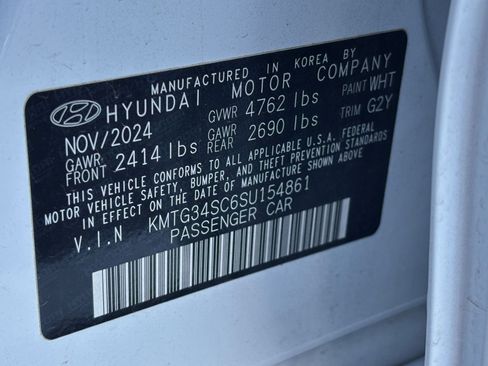 MANUFACTURED IN KOREA BY
HYUNDAI MOTOR COMPANY
NOV/2024 GVWR 4762 lbs PAINT WHT
GAWR FRONT 2414 lbs GAWR REAR 2690 lbs TRIM G2Y
THIS VEHICLE CONFORMS TO ALL APPLICABLE U.S.A. FEDERAL
MOTOR VEHICLE SAFETY, BUMPER, AND THEFT PREVENTION STANDARDS
IN EFFECT ON THE DATE OF MANUFACTURE SHOWN ABOVE
V.I.N KMTG34SC6SU154861
PASSENGER CAR